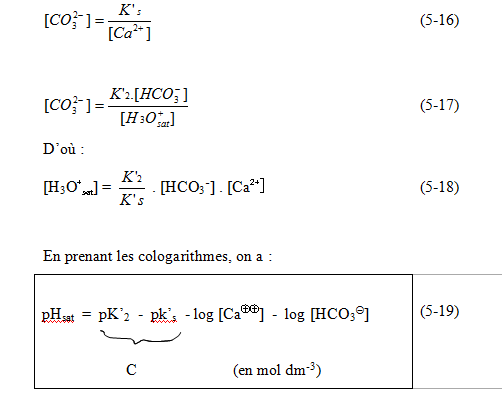 [CO₃²⁻] = K's / [Ca²⁺] (5-16)
[CO₃²⁻] = K'₂.[HCO₃⁻] / [H₃O⁺sat] (5-17)
D'où :
[H₃O⁺sat] = K'₂ / K's . [HCO₃⁻] . [Ca²⁺] (5-18)
En prenant les cologarithmes, on a :
pHsat = pK'₂ - pk's - log [Ca⊕⊕] - log [HCO₃⊖] (5-19)
C (en mol dm⁻³)